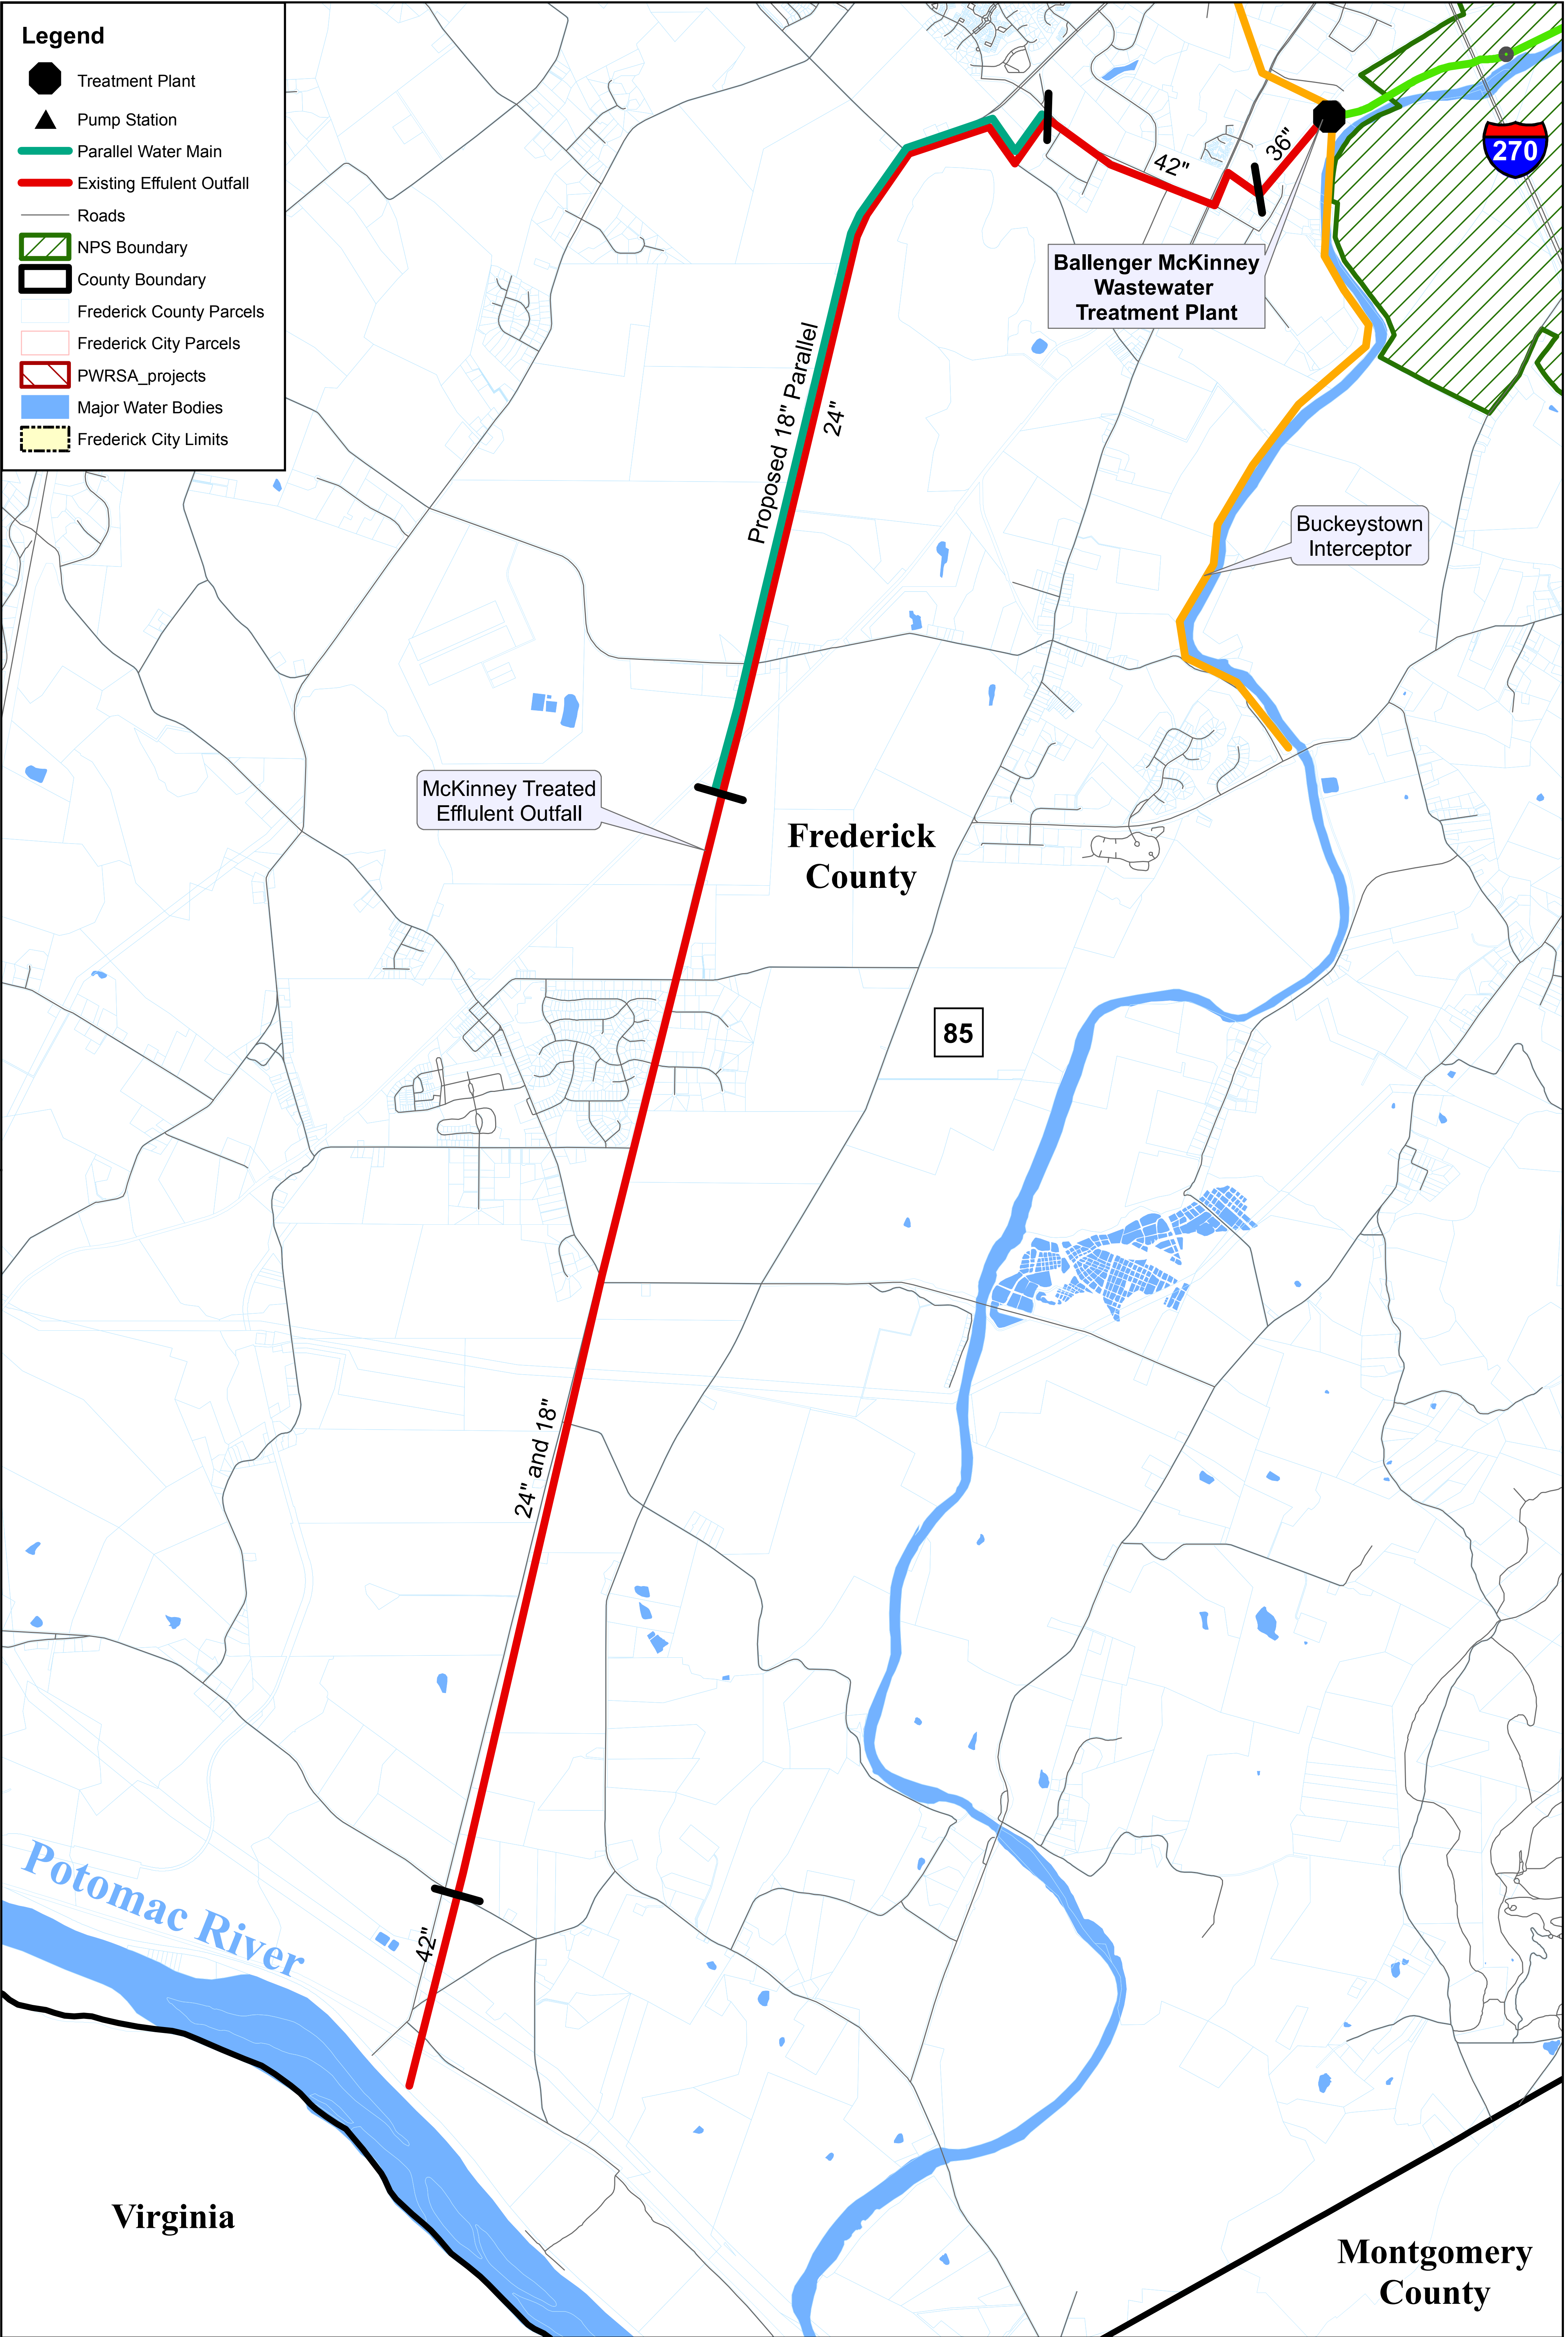 Legend
Treatment Plant
Pump Station
Parallel Water Main
Existing Effulent Outfall
Roads
NPS Boundary
County Boundary
Frederick County Parcels
Frederick City Parcels
PWRSA_projects
Major Water Bodies
Frederick City Limits
270
36"
42"
Ballenger McKinney
Wastewater
Treatment Plant
Proposed 18" Parallel
24"
Buckeystown
Interceptor
McKinney Treated
Efflulent Outfall
Frederick
County
85
24" and 18"
42"
Potomac River
Virginia
Montgomery
County